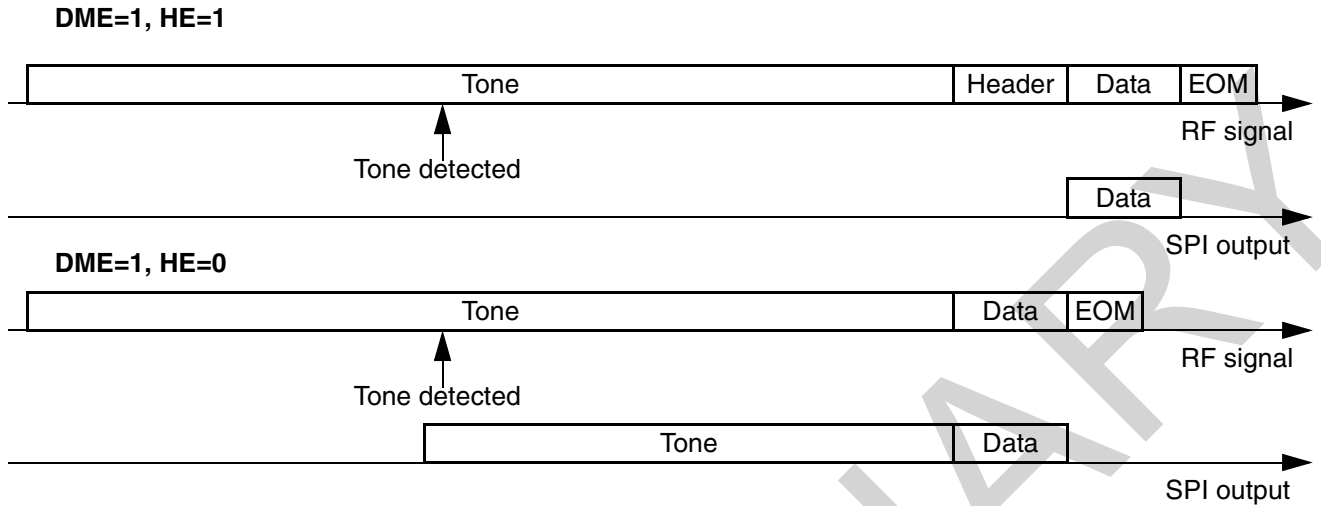 DME=1, HE=1
Tone Header Data EOM
RF signal
Tone detected
Data
SPI output
DME=1, HE=0
Tone Data EOM
RF signal
Tone detected
Tone Data
SPI output
NARY